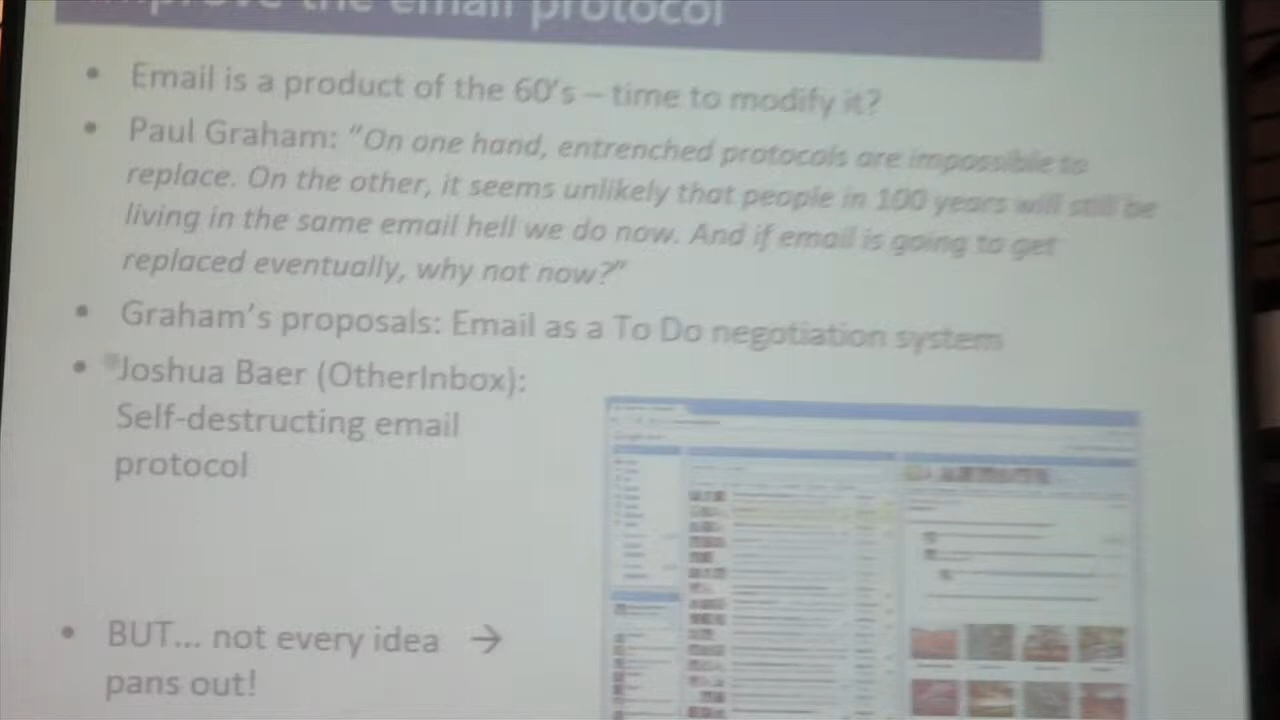 Improve the email protocol
• Email is a product of the 60's – time to modify it?
• Paul Graham: "On one hand, entrenched protocols are impossible to
replace. On the other, it seems unlikely that people in 100 years will still be
living in the same email hell we do now. And if email is going to get
replaced eventually, why not now?"
• Graham's proposals: Email as a To Do negotiation system
• Joshua Baer (OtherInbox):
Self-destructing email
protocol
• BUT... not every idea →
pans out!